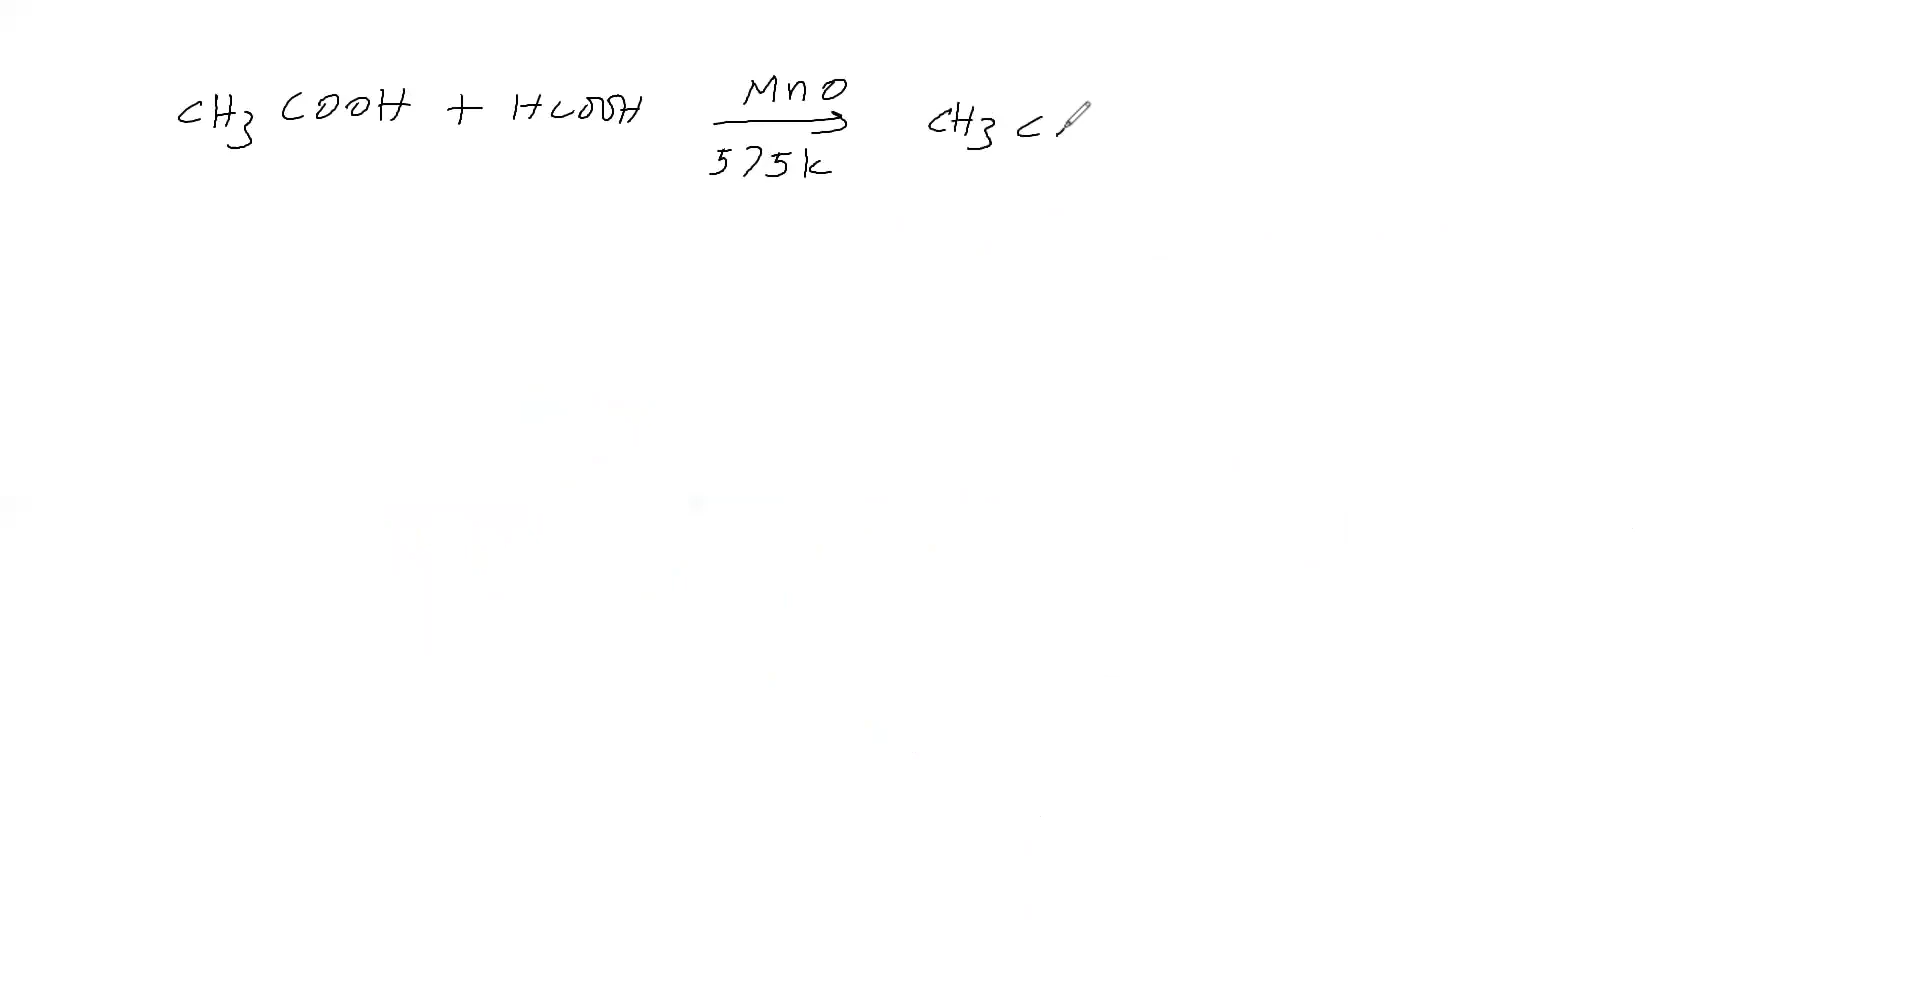 CH3 COOH + HCOOH MnO → 575K CH3 C